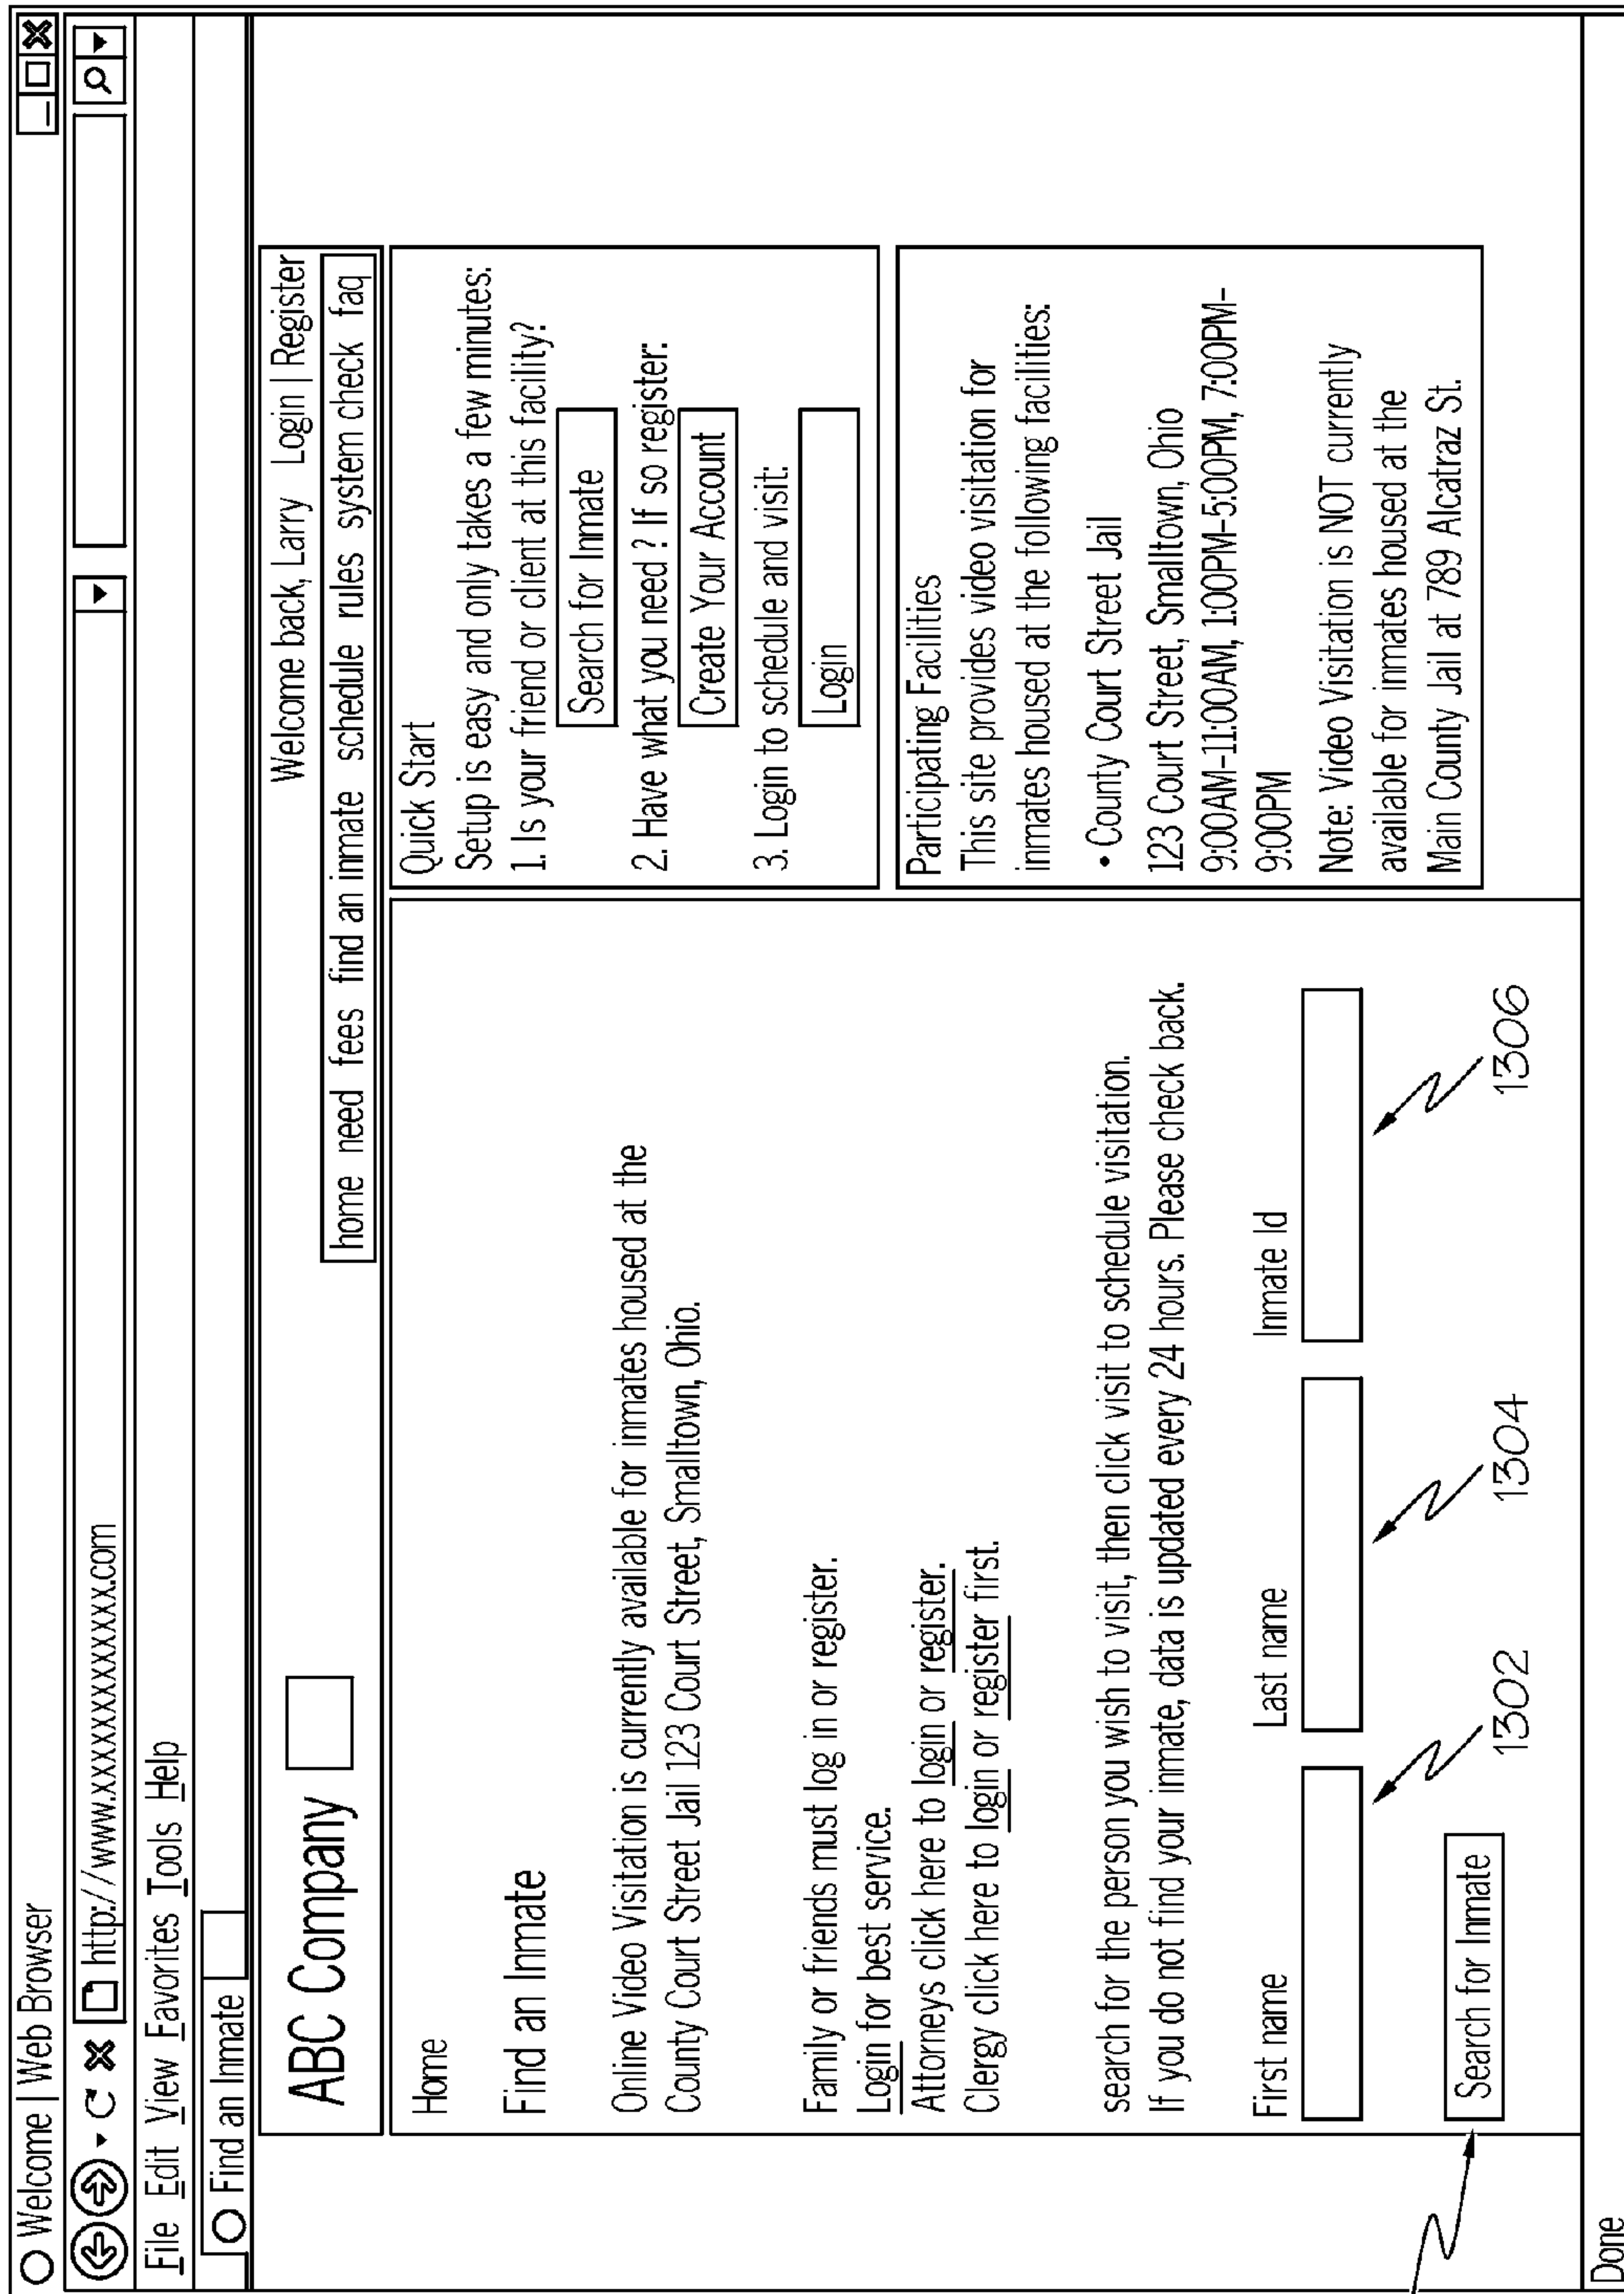 Welcome | Web Browser
http://www.xxxxxxxxxxxxx.com
File Edit View Favorites Tools Help
Find an Inmate
ABC Company
Welcome back, Larry Login | Register
home need fees find an inmate schedule rules system check faq
Home
Find an Inmate
Online Video Visitation is currently available for inmates housed at the
County Court Street Jail 123 Court Street, Smalltown, Ohio.
Family or friends must log in or register.
Login for best service.
Attorneys click here to login or register.
Clergy click here to login or register first.
search for the person you wish to visit, then click visit to schedule visitation.
If you do not find your inmate, data is updated every 24 hours. Please check back.
First name Last name Inmate Id
1302 1304 1306
Search for Inmate
Quick Start
Setup is easy and only takes a few minutes:
1. Is your friend or client at this facility?
Search for Inmate
2. Have what you need ? If so register:
Create Your Account
3. Login to schedule and visit:
Login
Participating Facilities
This site provides video visitation for
inmates housed at the following facilities:
• County Court Street Jail
123 Court Street, Smalltown, Ohio
9:00AM-11:00AM, 1:00PM-5:00PM, 7:00PM-
9:00PM
Note: Video Visitation is NOT currently
available for inmates housed at the
Main County Jail at 789 Alcatraz St.
Done